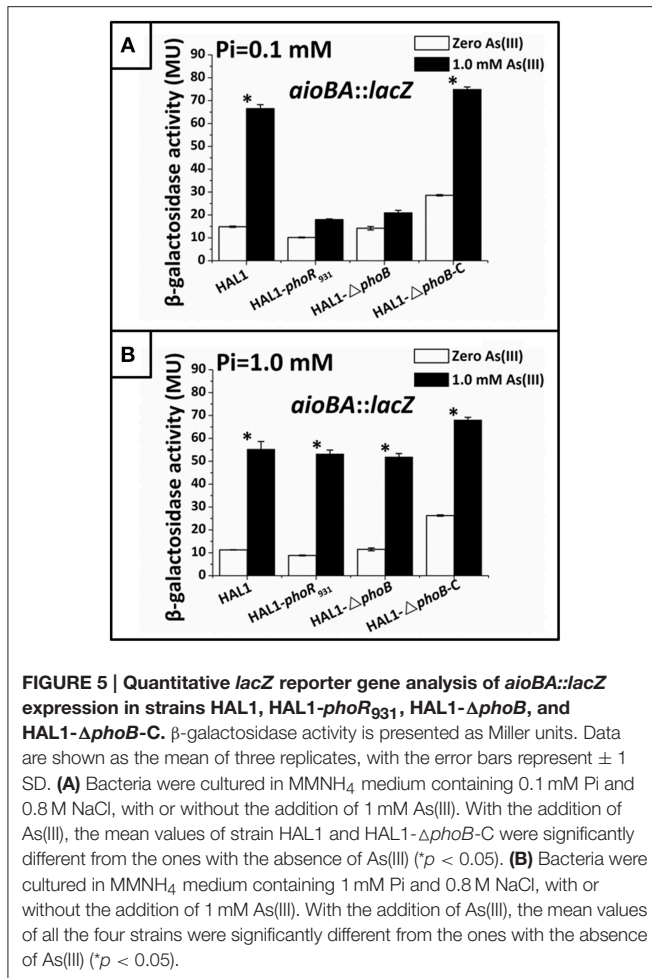 A
Pi=0.1 mM
Zero As(III)
1.0 mM As(III)
aioBA::lacZ
β-galactosidase activity (MU)
90
80
70
60
50
40
30
20
10
0
*
*
HAL1
HAL1-phoR931
HAL1-△phoB
HAL1-△phoB-C
B
Pi=1.0 mM
Zero As(III)
1.0 mM As(III)
aioBA::lacZ
β-galactosidase activity (MU)
90
80
70
60
50
40
30
20
10
0
*
*
*
*
HAL1
HAL1-phoR931
HAL1-△phoB
HAL1-△phoB-C
FIGURE 5 | Quantitative lacZ reporter gene analysis of aioBA::lacZ
expression in strains HAL1, HAL1-phoR931, HAL1-ΔphoB, and
HAL1-ΔphoB-C. β-galactosidase activity is presented as Miller units. Data
are shown as the mean of three replicates, with the error bars represent ± 1
SD. (A) Bacteria were cultured in MMNH4 medium containing 0.1 mM Pi and
0.8 M NaCl, with or without the addition of 1 mM As(III). With the addition of
As(III), the mean values of strain HAL1 and HAL1-ΔphoB-C were significantly
different from the ones with the absence of As(III) (*p < 0.05). (B) Bacteria were
cultured in MMNH4 medium containing 1 mM Pi and 0.8 M NaCl, with or
without the addition of 1 mM As(III). With the addition of As(III), the mean values
of all the four strains were significantly different from the ones with the absence
of As(III) (*p < 0.05).